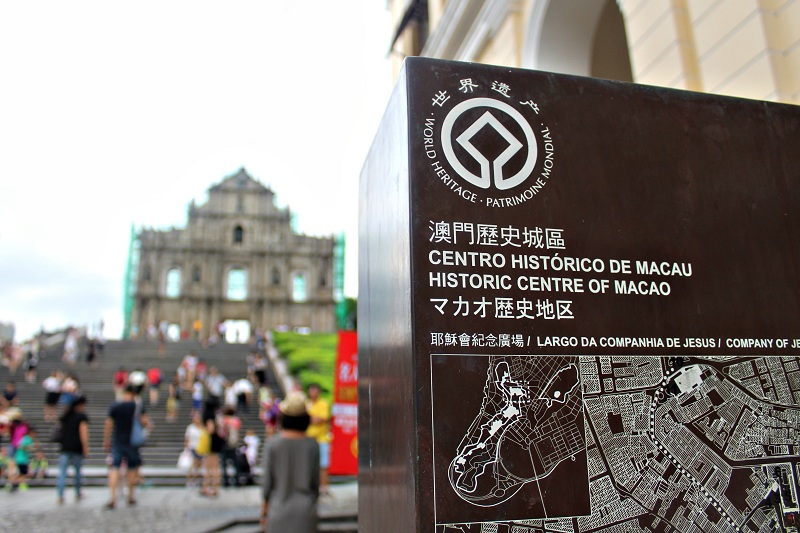 世界遗产
· WORLD HERITAGE · PATRIMOINE MONDIAL ·
澳門歷史城區
CENTRO HISTÓRICO DE MACAU
HISTORIC CENTRE OF MACAO
マカオ歴史地区
耶穌會紀念廣場 / LARGO DA COMPANHIA DE JESUS / COMPANY OF JE